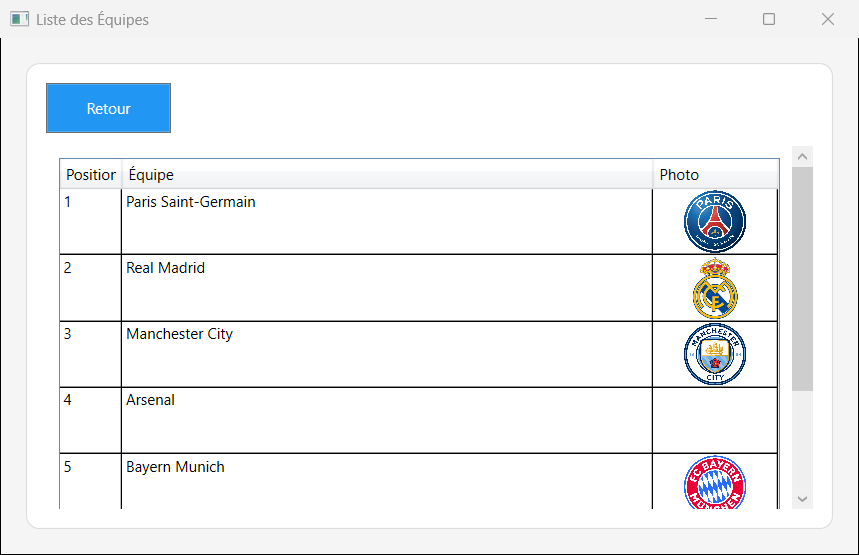 Liste des Équipes
Retour
Position Équipe Photo
1 Paris Saint-Germain
PARIS
2 Real Madrid
3 Manchester City
MANCHESTER
CITY
4 Arsenal
5 Bayern Munich
FC BAYERN
MÜNCHEN